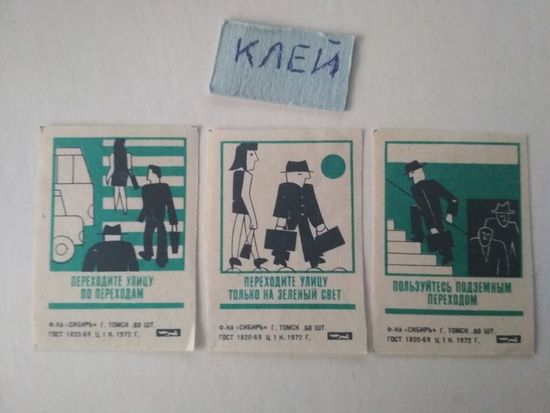 КЛЕЙ
ПЕРЕХОДИТЕ УЛИЦУ
ПО ПЕРЕХОДАМ
Ф-КА «СИБИРЬ» Г. ТОМСК .60 ШТ.
ГОСТ 1820-69 Ц. 1 К. 1972 Г.
ПЕРЕХОДИТЕ УЛИЦУ
ТОЛЬКО НА ЗЕЛЕНЫЙ СВЕТ
Ф-КА «СИБИРЬ» Г. ТОМСК .60 ШТ.
ГОСТ 1820-69 Ц. 1 К. 1972 Г.
ПОЛЬЗУЙТЕСЬ ПОДЗЕМНЫМ
ПЕРЕХОДОМ
Ф-КА «СИБИРЬ» Г. ТОМСК .60 ШТ.
ГОСТ 1820-69 Ц. 1 К. 1972 Г.